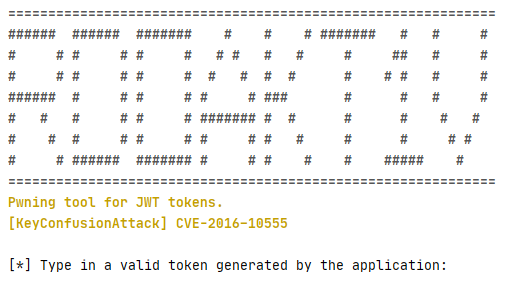 =============================================================
######  ######  #######    #    #    # #######   #   #     #
#     # #     # #     #   # #   #   #     #     ##   #     #
#     # #     # #     #  #   #  #  #      #    # #   #     #
######  #     # #     # #     # ###       #      #   #     #
#   #   #     # #     # ####### #  #      #      #    #   #
#    #  #     # #     # #     # #   #     #      #     # #
#     # ######  ####### #     # #    #    #    #####    #
=============================================================
Pwning tool for JWT tokens.
[KeyConfusionAttack] CVE-2016-10555
[*] Type in a valid token generated by the application: